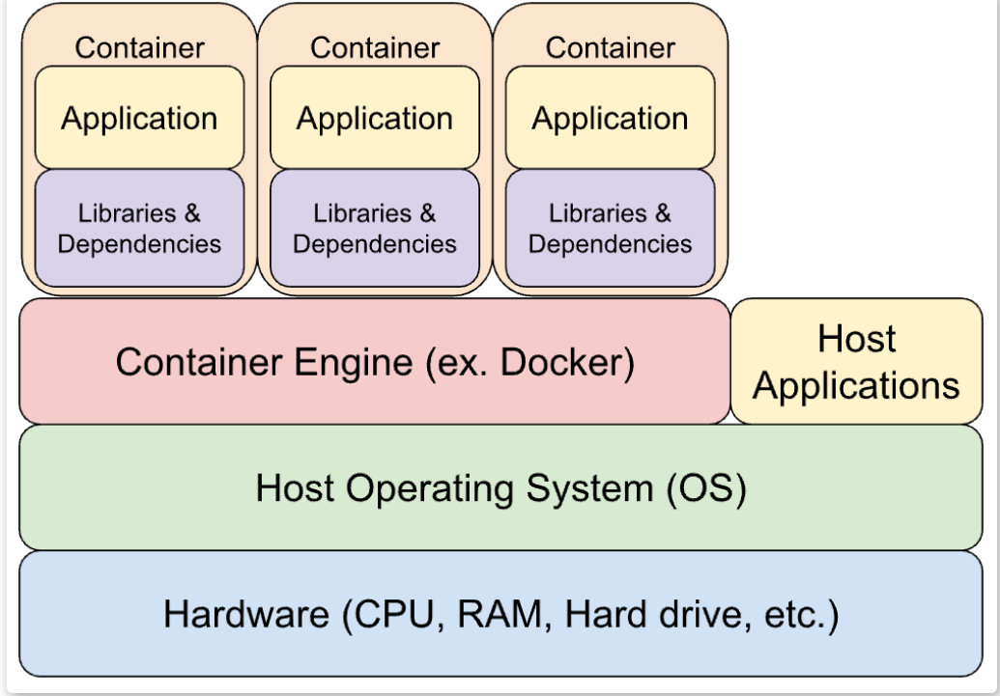 Container
Application
Libraries &
Dependencies
Container
Application
Libraries &
Dependencies
Container
Application
Libraries &
Dependencies
Container Engine (ex. Docker)
Host
Applications
Host Operating System (OS)
Hardware (CPU, RAM, Hard drive, etc.)